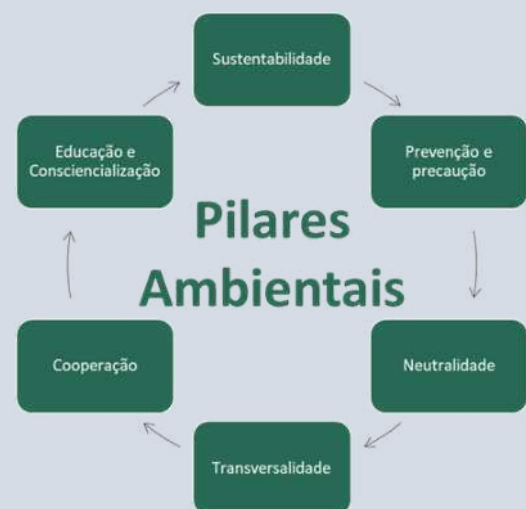 Sustentabilidade
Prevenção e
precaução
Neutralidade
Transversalidade
Cooperação
Educação e
Consciencialização
Pilares
Ambientais